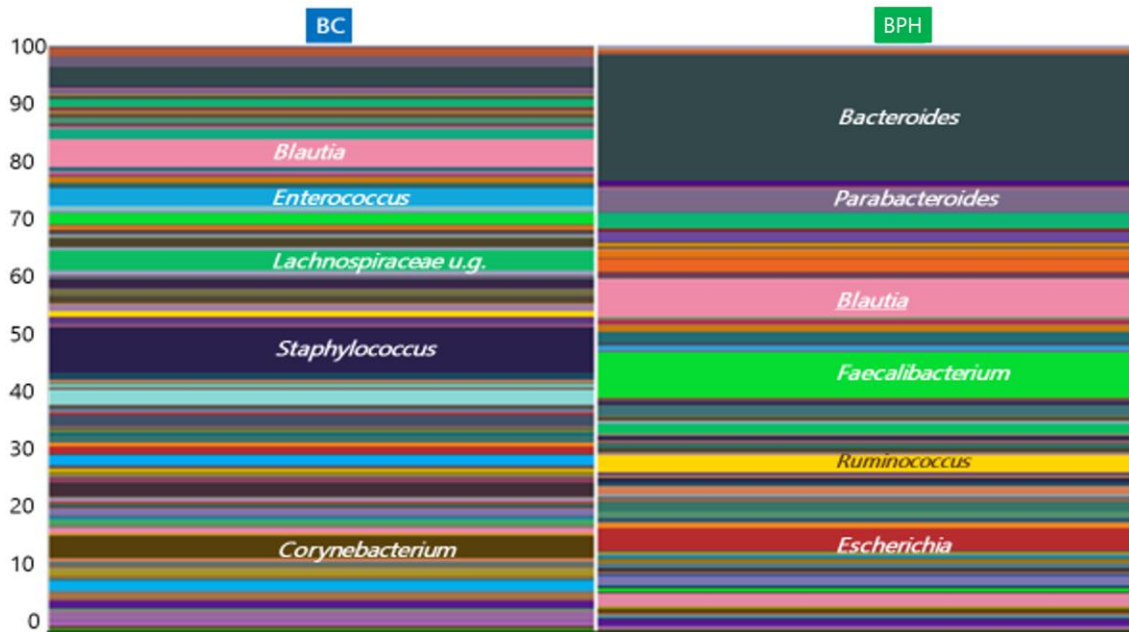 BC
BPH
100
90
80
70
60
50
40
30
20
10
0
Blautia
Enterococcus
Lachnospiraceae u.g.
Staphylococcus
Corynebacterium
Bacteroides
Parabacteroides
Blautia
Faecalibacterium
Ruminococcus
Escherichia